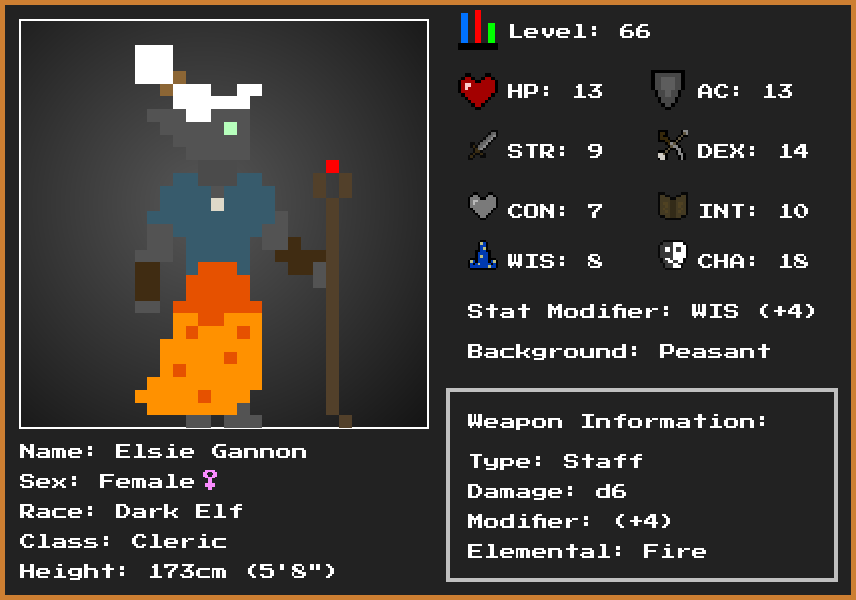 Level: 66
HP: 13 AC: 13
STR: 9 DEX: 14
CON: 7 INT: 10
WIS: 8 CHA: 18
Stat Modifier: WIS (+4)
Background: Peasant
Weapon Information:
Type: Staff
Damage: d6
Modifier: (+4)
Elemental: Fire
Name: Elsie Gannon
Sex: Female♀
Race: Dark Elf
Class: Cleric
Height: 173cm (5'8")